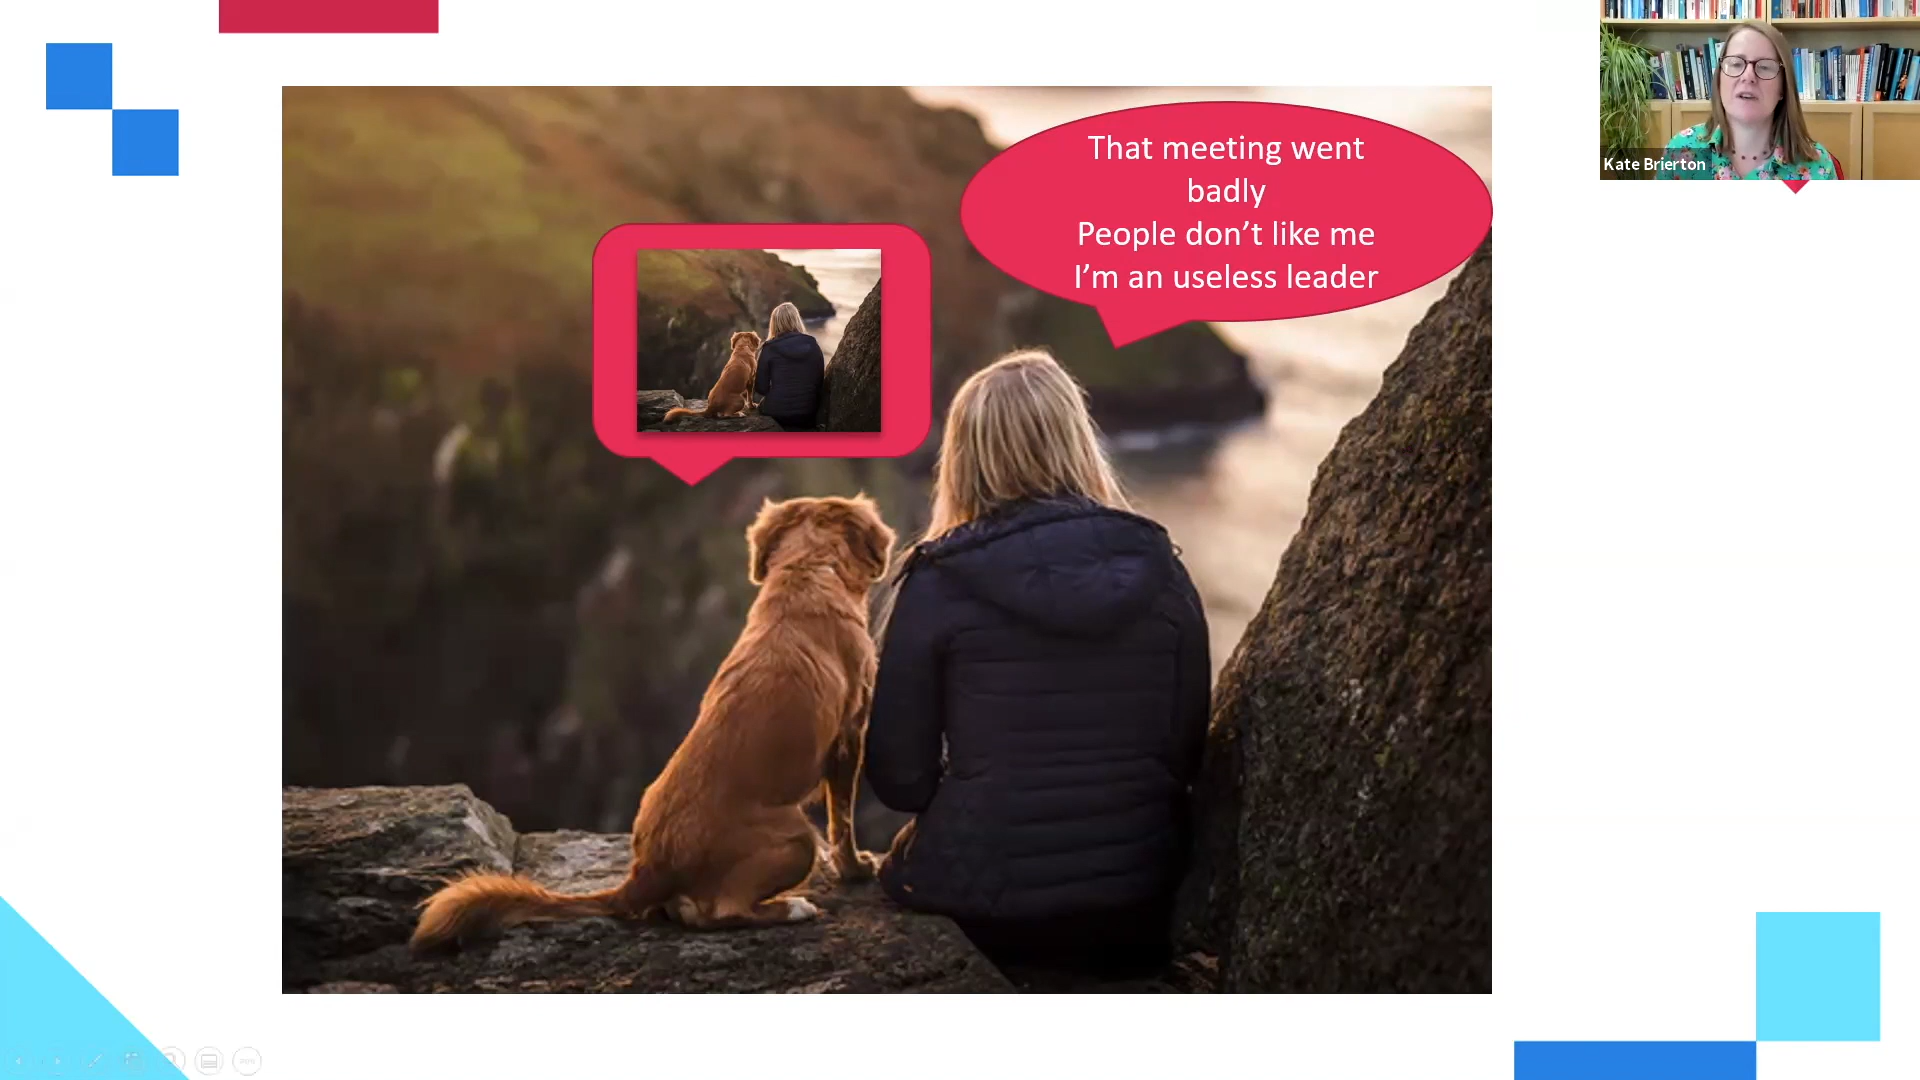 That meeting went
badly
People don’t like me
I’m an useless leader
Kate Brierton